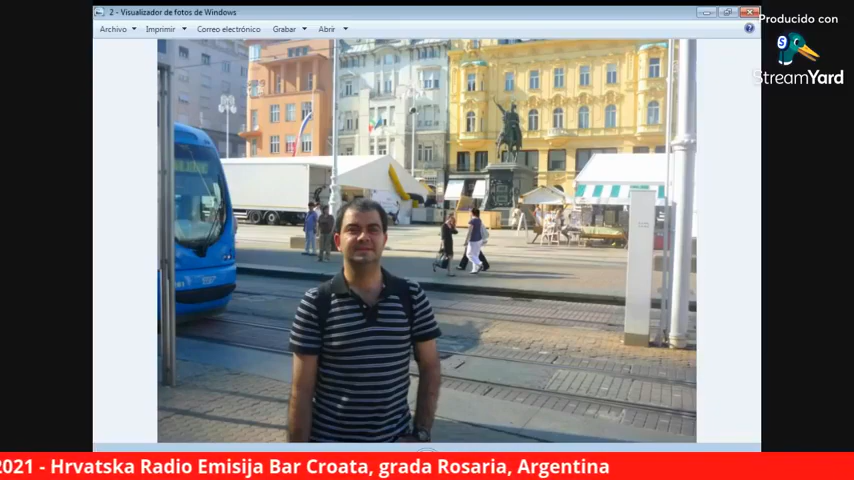 2 - Visualizador de fotos de Windows
Archivo Imprimir Correo electrónico Grabar Abrir
Producido con
StreamYard
2021 - Hrvatska Radio Emisija Bar Croata, grada Rosaria, Argentina